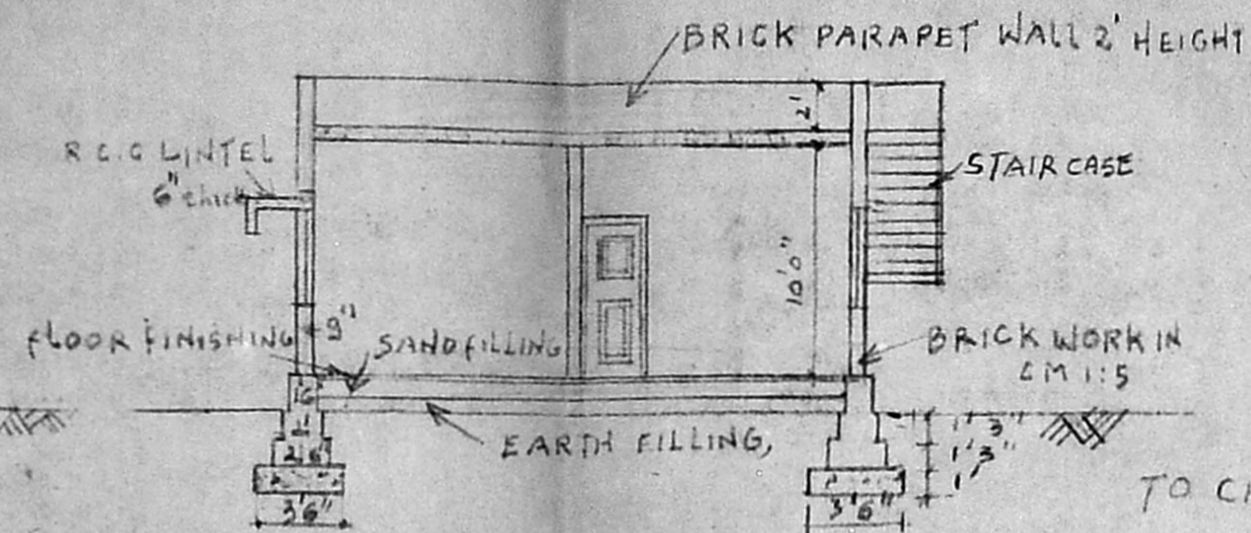 BRICK PARAPET WALL 2' HEIGHT
2'
R.C.C LINTEL
6" thick
STAIR CASE
10'0"
9"
FLOOR FINISHING
SANDFILLING
BRICK WORK IN
CM 1:5
EARTH FILLING,
2'
2'6"
1'3"
1'3"
1'
3'6"
3'6"
TO